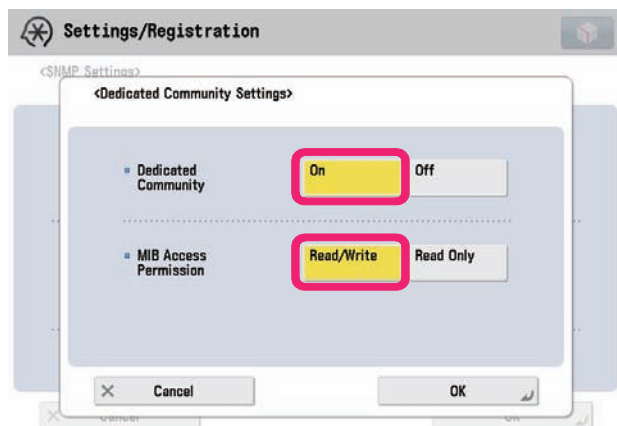 Settings/Registration
<SNMP Settings>
<Dedicated Community Settings>
Dedicated On Off
Community
MIB Access Read/Write Read Only
Permission
Cancel OK
Cancel OK